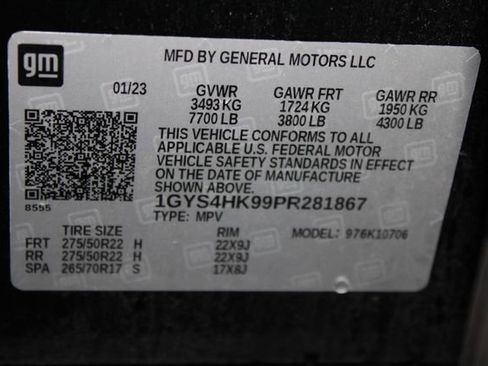 gm
MFD BY GENERAL MOTORS LLC
01/23 GVWR GAWR FRT GAWR RR
3493 KG 1724 KG 1950 KG
7700 LB 3800 LB 4300 LB
THIS VEHICLE CONFORMS TO ALL
APPLICABLE U.S. FEDERAL MOTOR
VEHICLE SAFETY STANDARDS IN EFFECT
ON THE DATE OF MANUFACTURE
SHOWN ABOVE.
8555
1GYS4HK99PR281867
TYPE: MPV MODEL: 976K10706
TIRE SIZE RIM
FRT 275/50R22 H 22X9J
RR 275/50R22 H 22X9J
SPA 265/70R17 S 17X8J